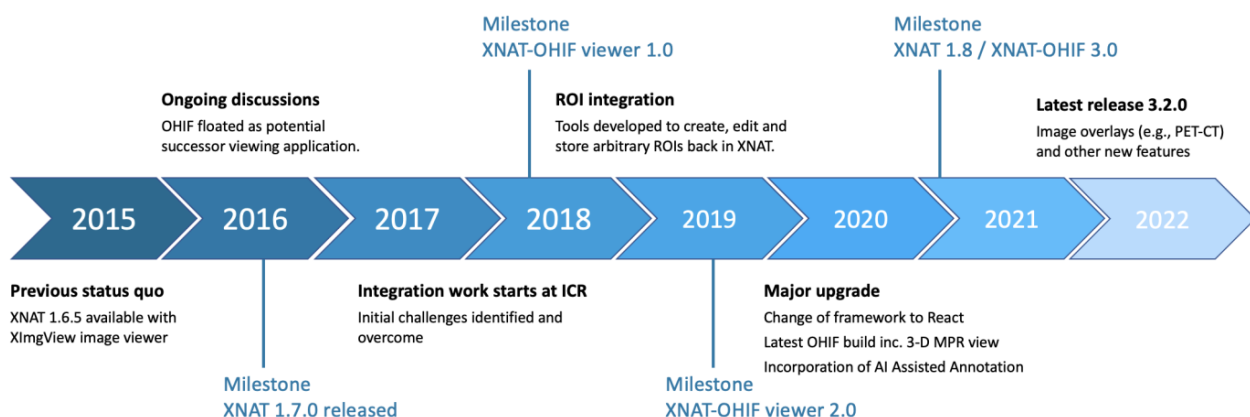 Milestone
XNAT-OHIF viewer 1.0
Milestone
XNAT 1.8 / XNAT-OHIF 3.0
Ongoing discussions
OHIF floated as potential
successor viewing application.
ROI integration
Tools developed to create, edit and
store arbitrary ROIs back in XNAT.
Latest release 3.2.0
Image overlays (e.g., PET-CT)
and other new features
2015
2016
2017
2018
2019
2020
2021
2022
Previous status quo
XNAT 1.6.5 available with
XImgView image viewer
Integration work starts at ICR
Initial challenges identified and
overcome
Major upgrade
Change of framework to React
Latest OHIF build inc. 3-D MPR view
Incorporation of AI Assisted Annotation
Milestone
XNAT 1.7.0 released
Milestone
XNAT-OHIF viewer 2.0